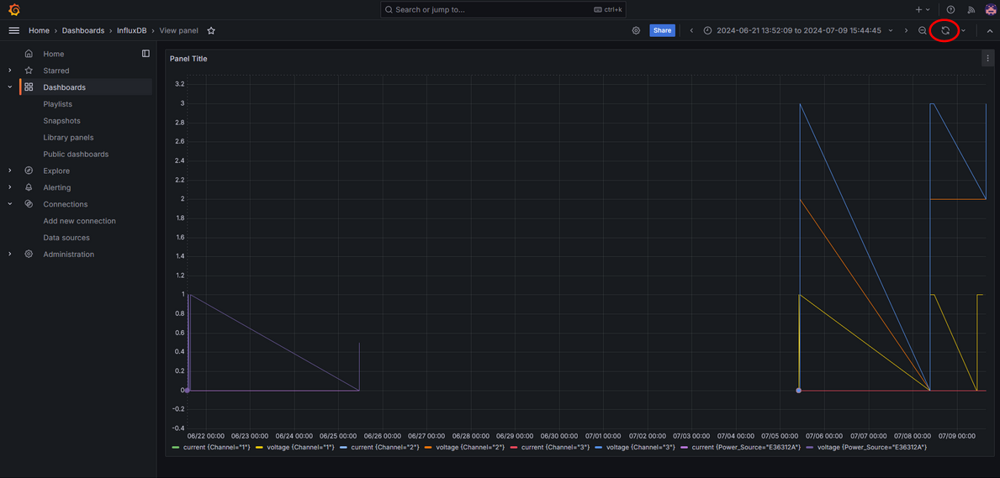 Search or jump to... ctrl+k
Home › Dashboards › InfluxDB › View panel
Share
2024-06-21 13:52:09 to 2024-07-09 15:44:45
Home
Starred
Dashboards
Playlists
Snapshots
Library panels
Public dashboards
Explore
Alerting
Connections
Add new connection
Data sources
Administration
Panel Title
3.2
3
2.8
2.6
2.4
2.2
2
1.8
1.6
1.4
1.2
1
0.8
0.6
0.4
0.2
0
-0.2
-0.4
06/22 00:00 06/23 00:00 06/24 00:00 06/25 00:00 06/26 00:00 06/27 00:00 06/28 00:00 06/29 00:00 06/30 00:00 07/01 00:00 07/02 00:00 07/03 00:00 07/04 00:00 07/05 00:00 07/06 00:00 07/07 00:00 07/08 00:00 07/09 00:00
current {Channel="1"} voltage {Channel="1"} current {Channel="2"} voltage {Channel="2"} current {Channel="3"} voltage {Channel="3"} current {Power_Source="E36312A"} voltage {Power_Source="E36312A"}